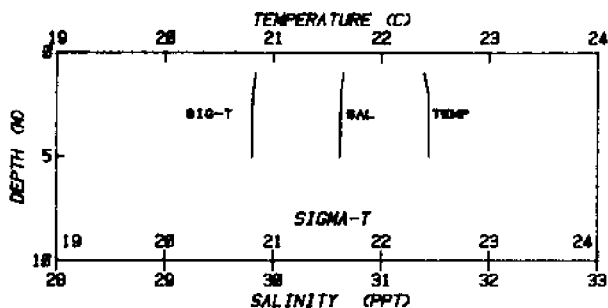 TEMPERATURE (C)
19 20 21 22 23 24
0
SIG-T SAL TEMP
DEPTH (M)
5
SIGMA-T
19 20 21 22 23 24
10
28 29 30 31 32 33
SALINITY (PPT)